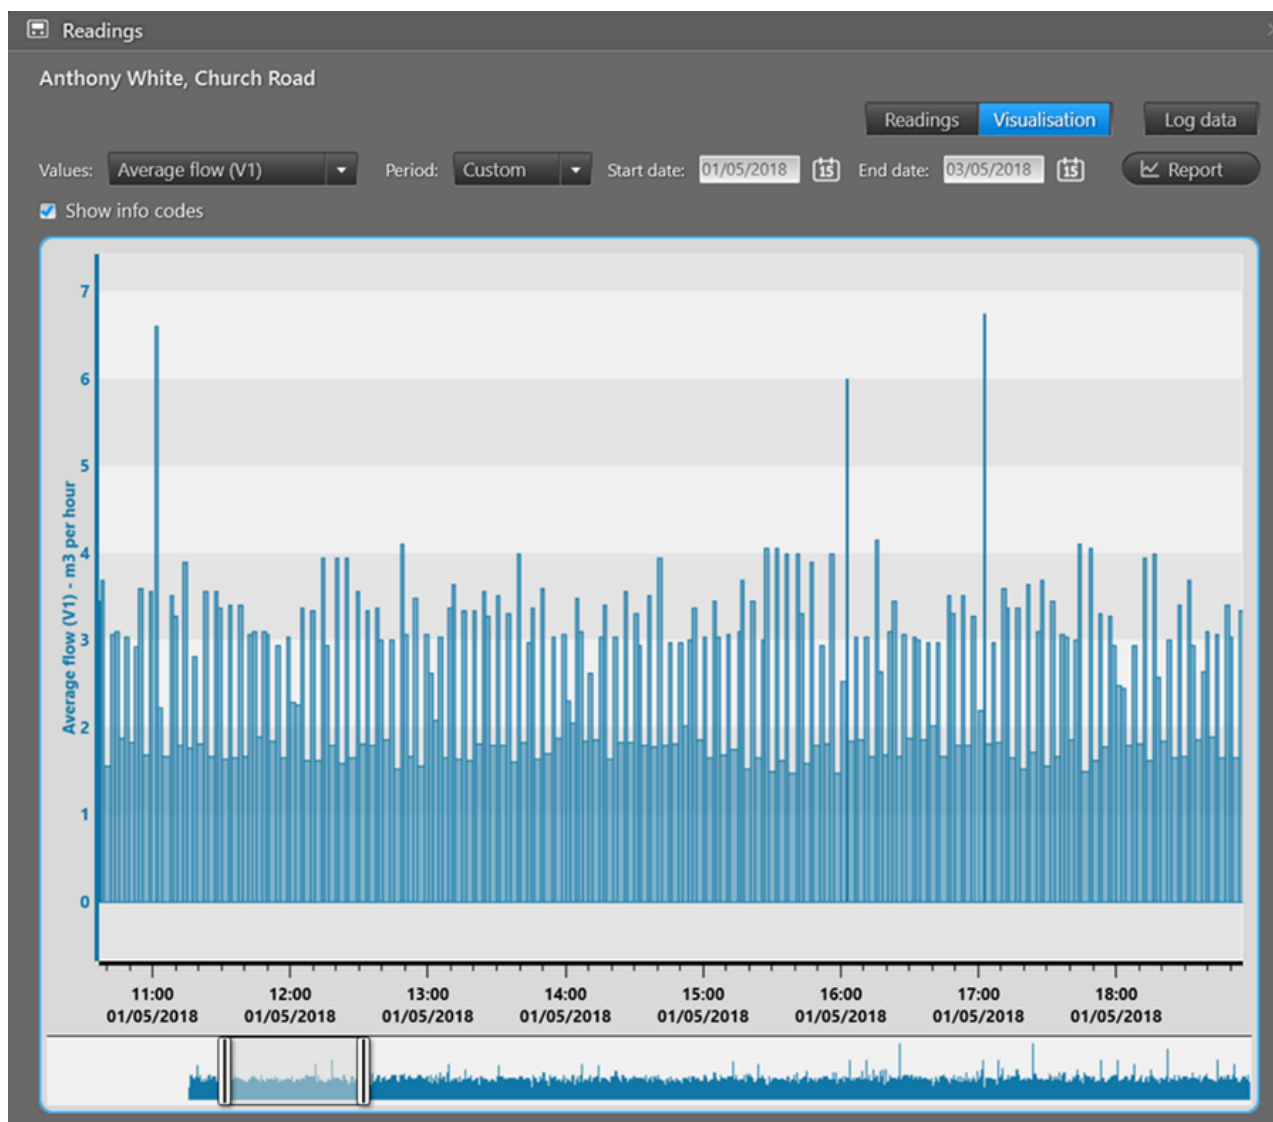 Readings
Anthony White, Church Road
Readings Visualisation Log data
Values: Average flow (V1) Period: Custom Start date: 01/05/2018 15 End date: 03/05/2018 15 Report
Show info codes
Average flow (V1) - m3 per hour
7
6
5
4
3
2
1
0
11:00 12:00 13:00 14:00 15:00 16:00 17:00 18:00
01/05/2018 01/05/2018 01/05/2018 01/05/2018 01/05/2018 01/05/2018 01/05/2018 01/05/2018